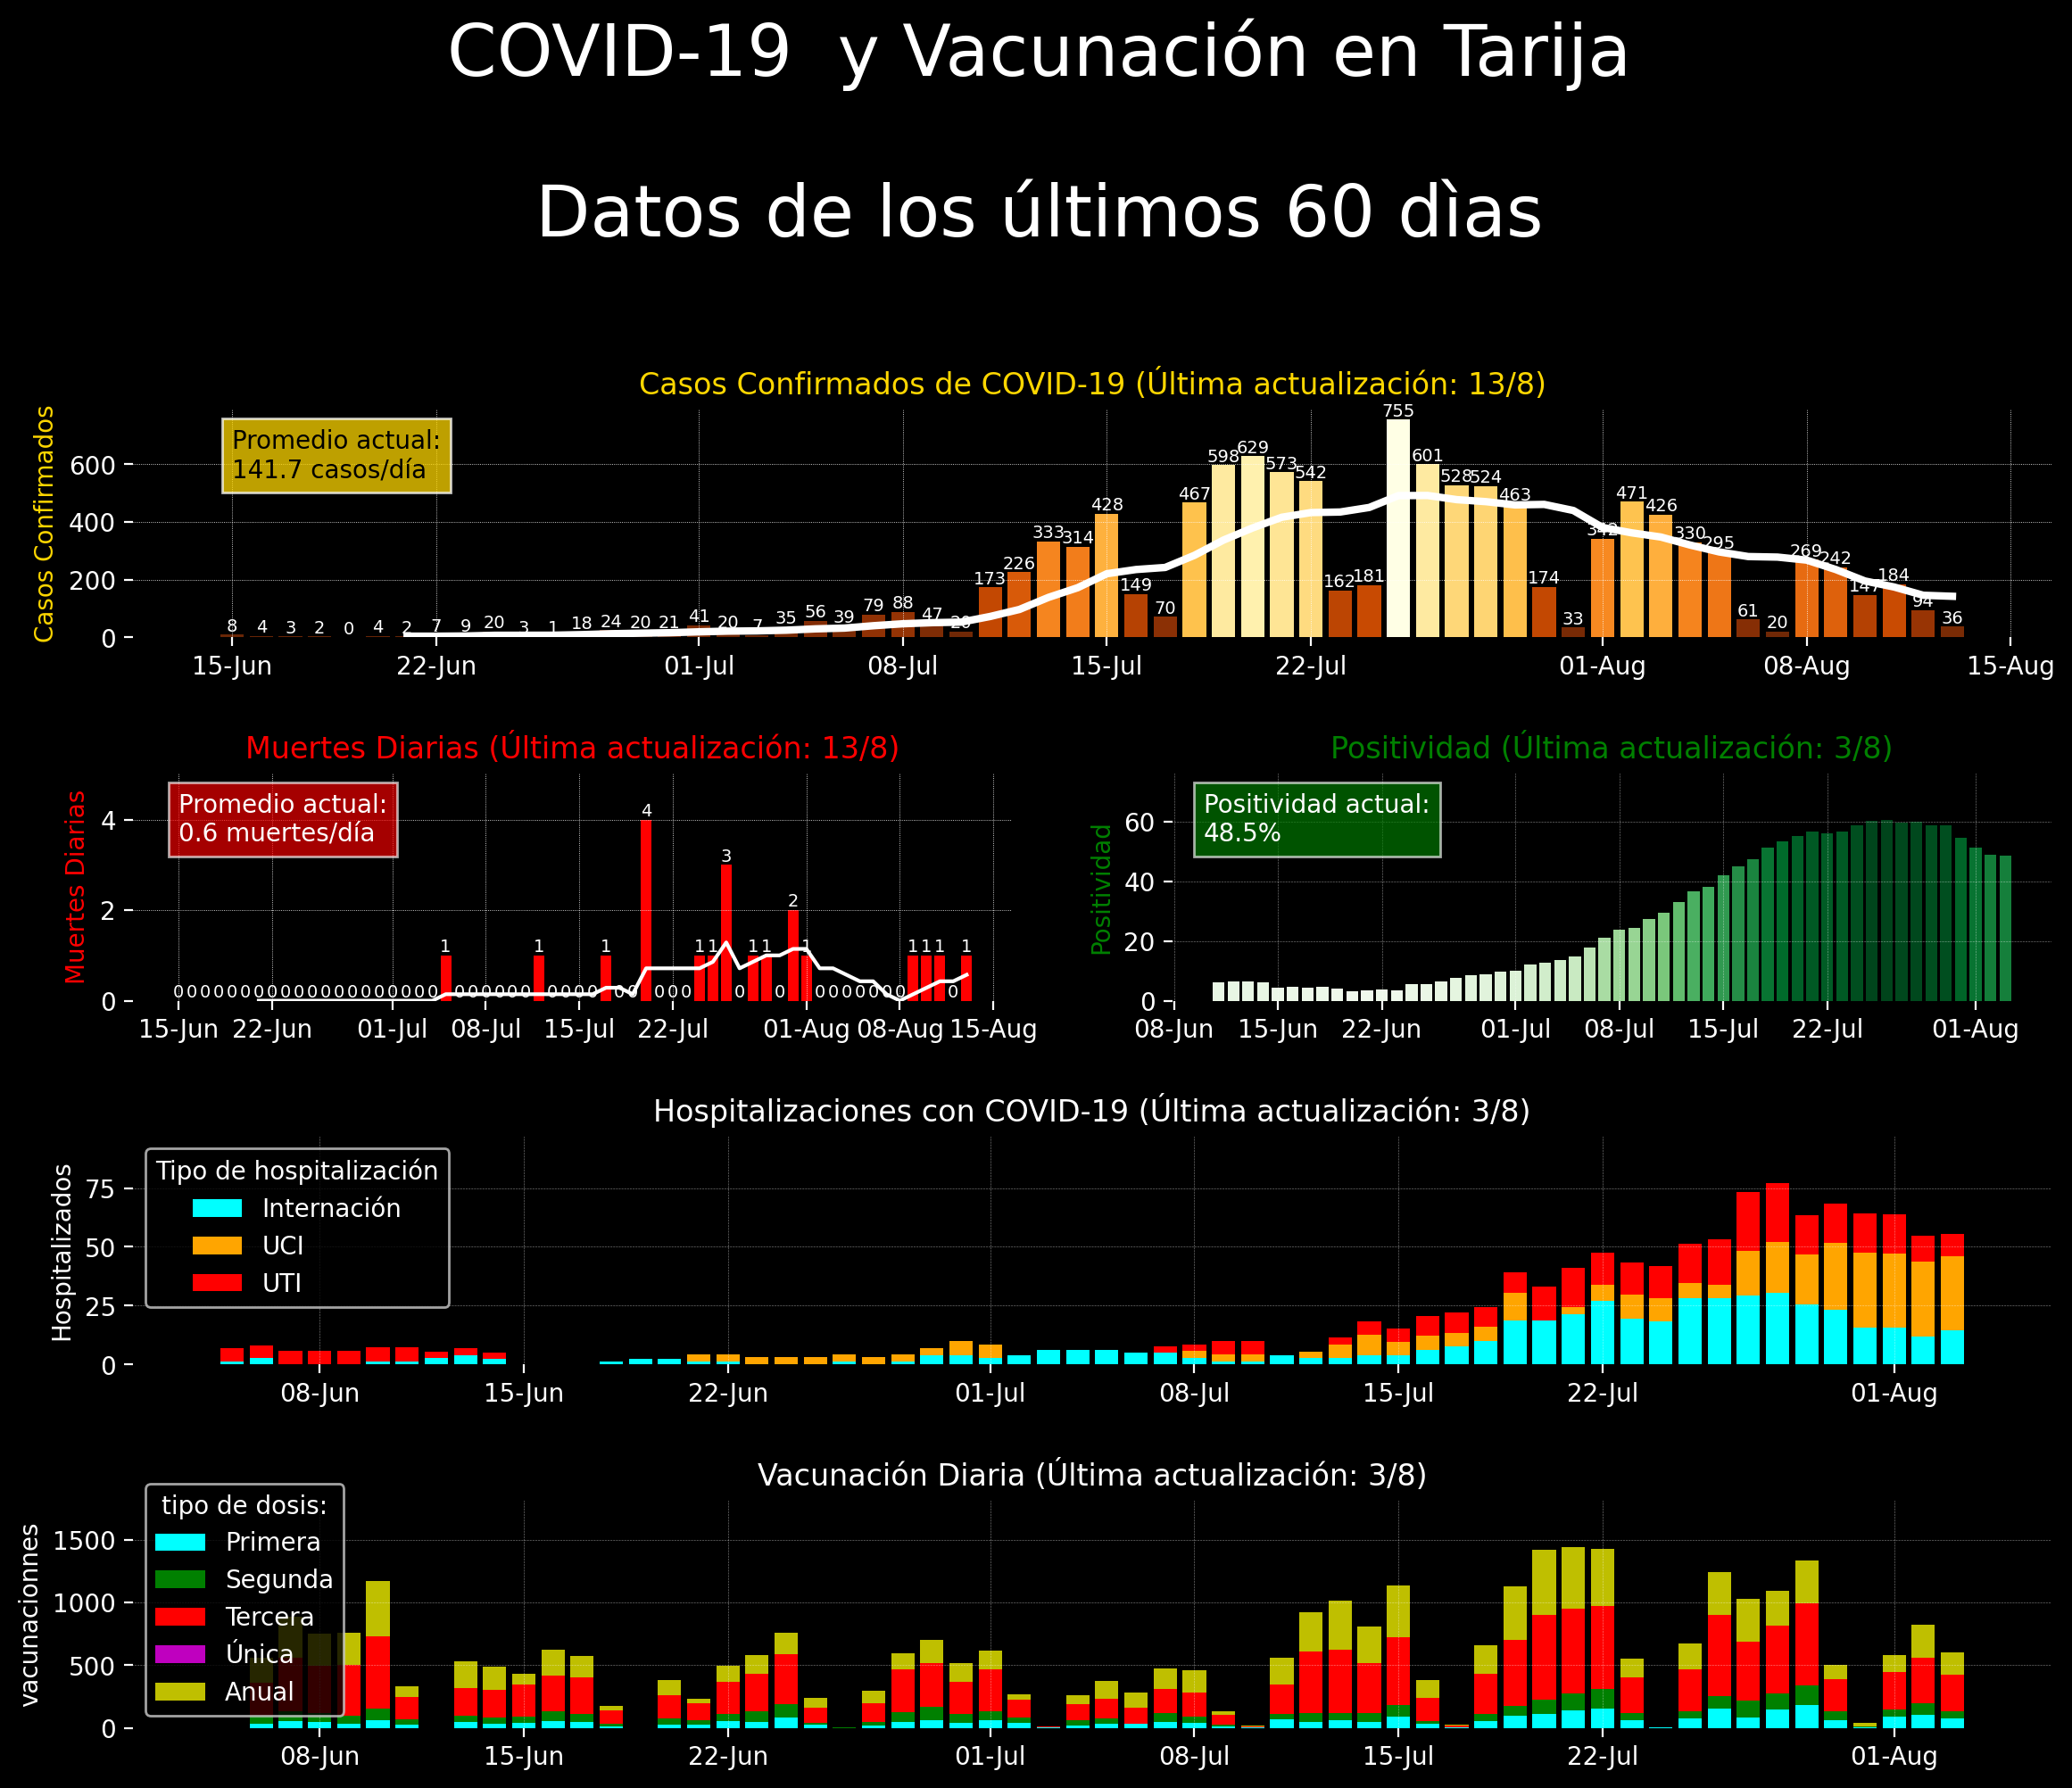 COVID-19  y Vacunación en Tarija
Datos de los últimos 60 dìas
Casos Confirmados de COVID-19 (Última actualización: 13/8)
Casos Confirmados
Promedio actual:
141.7 casos/día
600
400
200
0
8 4 3 2 0 4 2 7 9 20 3 1 18 24 20 21 41 20 7 35 56 39 79 88 47 20 173 226 333 314 428 149 70 467 598 629 573 542 162 181 755 601 528 524 463 174 33 342 471 426 330 295 61 20 269 242 147 184 94 36
15-Jun 22-Jun 01-Jul 08-Jul 15-Jul 22-Jul 01-Aug 08-Aug 15-Aug
Muertes Diarias (Última actualización: 13/8)
Muertes Diarias
Promedio actual:
0.6 muertes/día
4
2
0
0 0 0 0 0 0 0 0 0 0 0 0 0 0 0 0 0 0 0 0 1 0 0 0 0 0 0 1 0 0 0 0 1 0 0 4 0 0 0 1 1 3 0 1 1 0 2 1 0 0 0 0 0 0 0 1 1 1 0 1
15-Jun 22-Jun 01-Jul 08-Jul 15-Jul 22-Jul 01-Aug 08-Aug 15-Aug
Positividad (Última actualización: 3/8)
Positividad
Positividad actual:
48.5%
60
40
20
0
08-Jun 15-Jun 22-Jun 01-Jul 08-Jul 15-Jul 22-Jul 01-Aug
Hospitalizaciones con COVID-19 (Última actualización: 3/8)
Hospitalizados
Tipo de hospitalización
Internación
UCI
UTI
75
50
25
0
08-Jun 15-Jun 22-Jun 01-Jul 08-Jul 15-Jul 22-Jul 01-Aug
Vacunación Diaria (Última actualización: 3/8)
vacunaciones
tipo de dosis:
Primera
Segunda
Tercera
Única
Anual
1500
1000
500
0
08-Jun 15-Jun 22-Jun 01-Jul 08-Jul 15-Jul 22-Jul 01-Aug